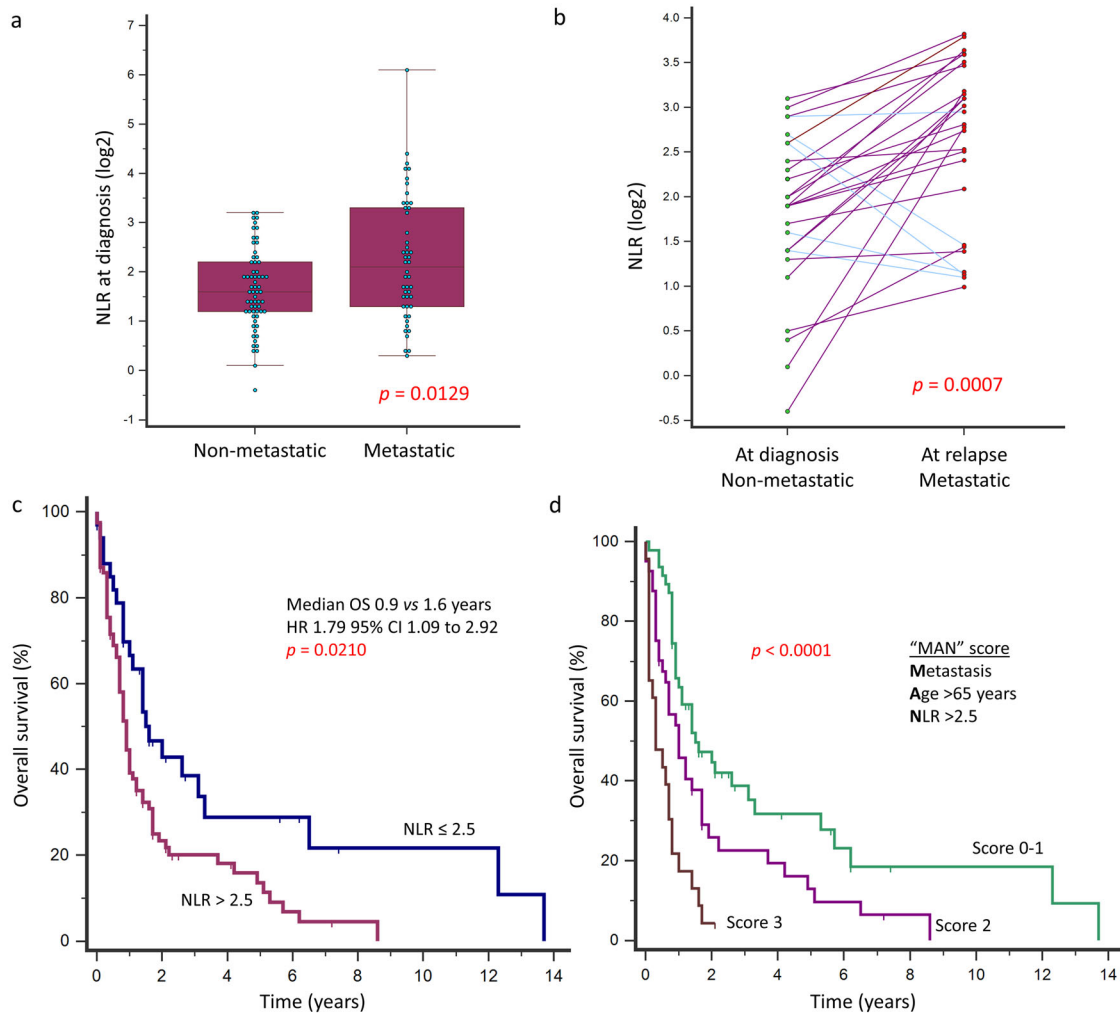 a
7
6
5
4
3
2
1
0
-1
NLR at diagnosis (log2)
p = 0.0129
Non-metastatic
Metastatic
b
4.0
3.5
3.0
2.5
2.0
1.5
1.0
0.5
0.0
-0.5
NLR (log2)
p = 0.0007
At diagnosis
Non-metastatic
At relapse
Metastatic
c
100
80
60
40
20
0
Overall survival (%)
Median OS 0.9 vs 1.6 years
HR 1.79 95% CI 1.09 to 2.92
p = 0.0210
NLR ≤ 2.5
NLR > 2.5
0 2 4 6 8 10 12 14
Time (years)
d
100
80
60
40
20
0
Overall survival (%)
p < 0.0001
“MAN” score
Metastasis
Age >65 years
NLR >2.5
Score 0-1
Score 3
Score 2
0 2 4 6 8 10 12 14
Time (years)